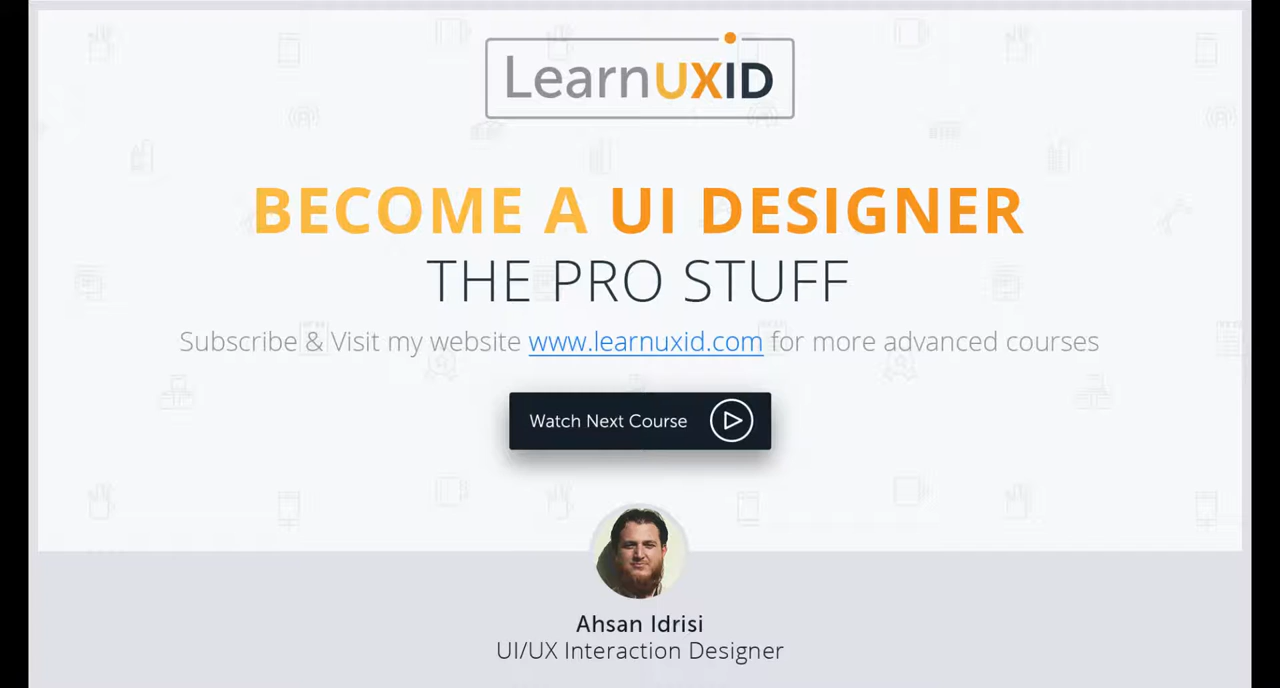 LearnUXID
BECOME A UI DESIGNER
THE PRO STUFF
Subscribe & Visit my website www.learnuxid.com for more advanced courses
Watch Next Course
Ahsan Idrisi
UI/UX Interaction Designer